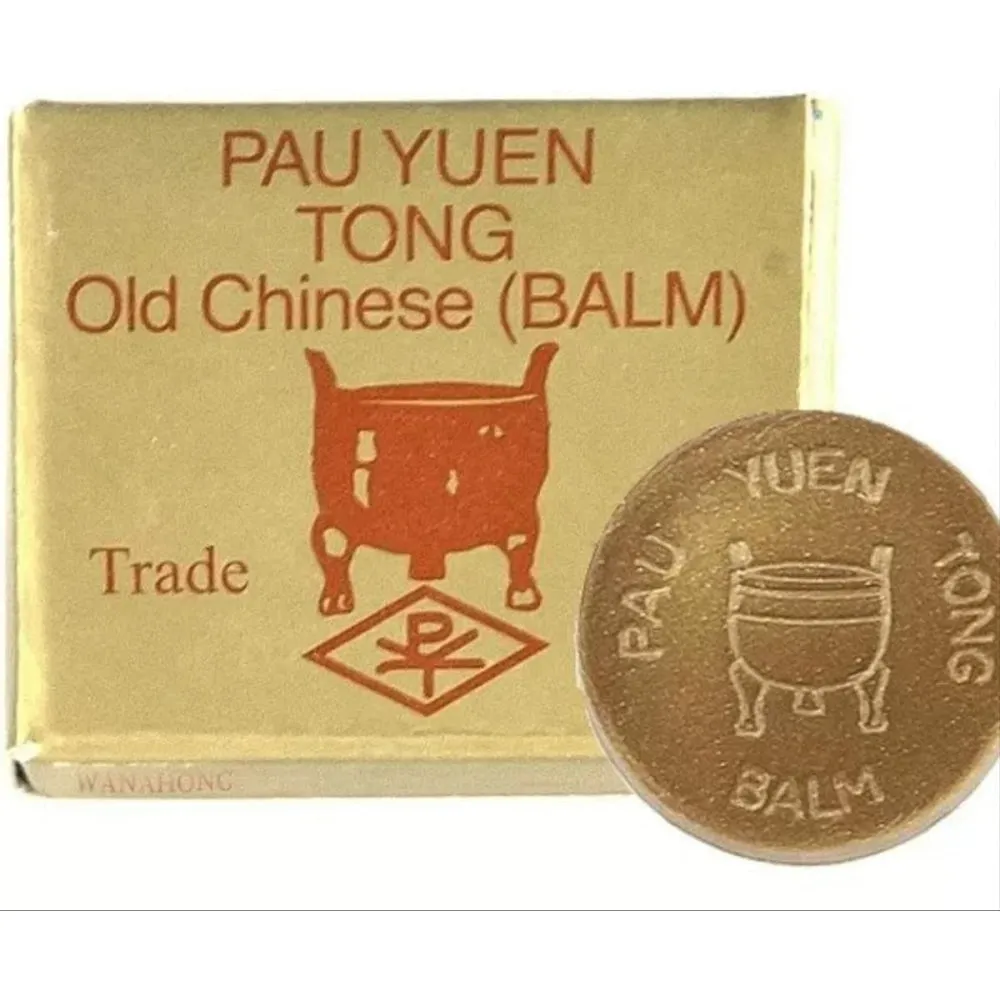 PAU YUEN
TONG
Old Chinese (BALM)
Trade
WANAHONG
PAU YUEN TONG
BALM